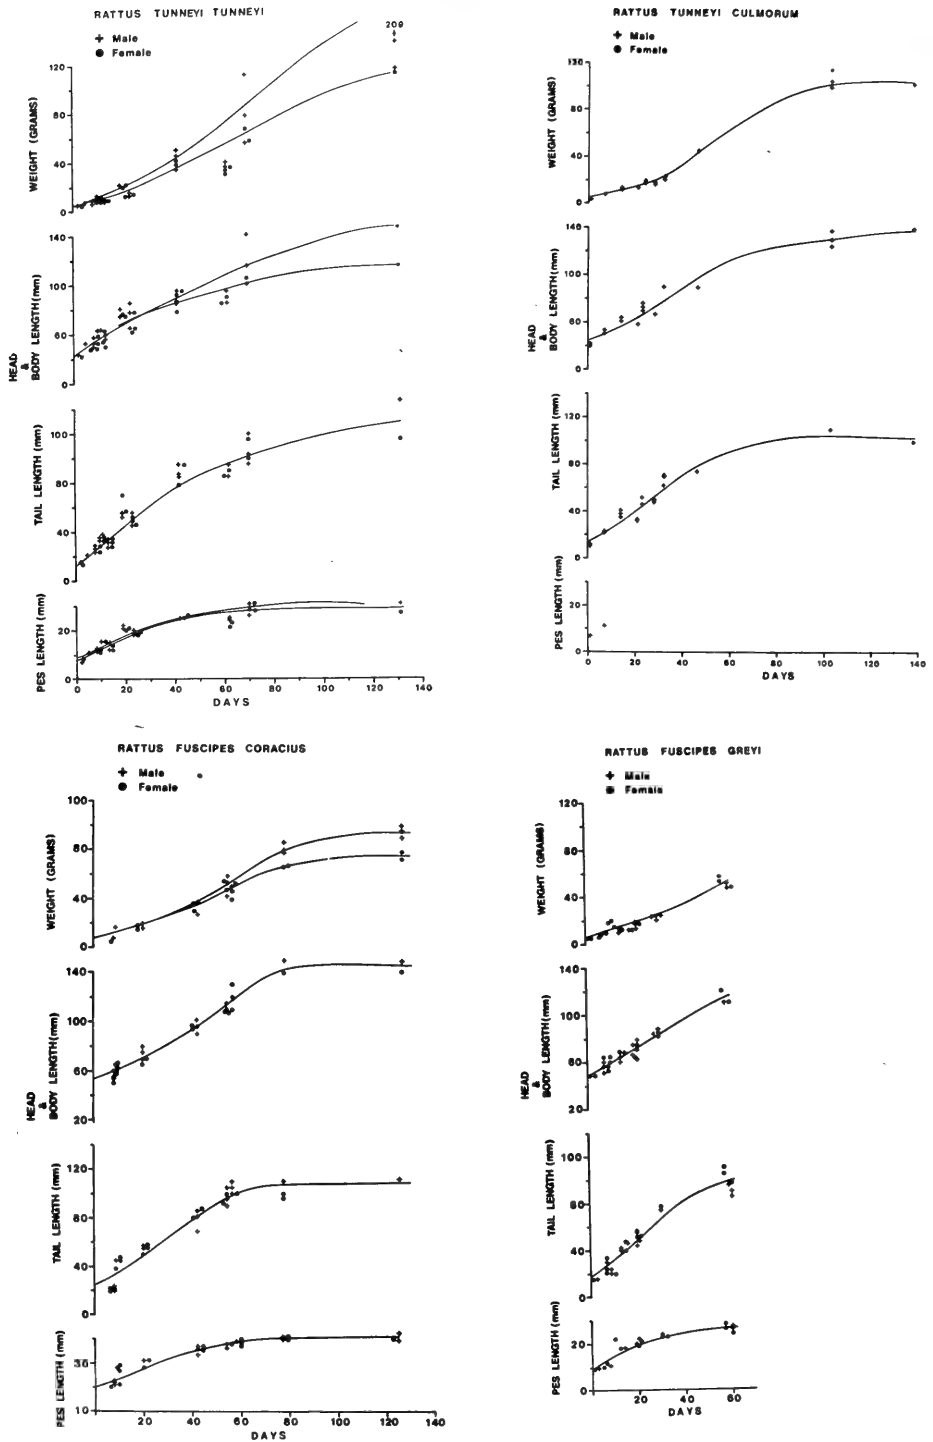 RATTUS TUNNEYI TUNNEYI
+ Male
● Female
209
WEIGHT (GRAMS)
120
80
40
0
HEAD & BODY LENGTH (mm)
140
100
60
0
TAIL LENGTH (mm)
100
80
40
0
PES LENGTH (mm)
20
0
0 20 40 60 80 100 120 140
DAYS
RATTUS TUNNEYI CULMORUM
+ Male
● Female
WEIGHT (GRAMS)
130
80
40
0
HEAD & BODY LENGTH (mm)
140
100
60
0
TAIL LENGTH (mm)
120
80
40
0
PES LENGTH (mm)
20
0
0 20 40 60 80 100 120 140
DAYS
RATTUS FUSCIPES CORACIUS
+ Male
● Female
WEIGHT (GRAMS)
100
80
40
0
HEAD & BODY LENGTH (mm)
140
100
60
20
TAIL LENGTH (mm)
120
80
40
0
PES LENGTH (mm)
30
10
0 20 40 60 80 100 120 140
DAYS
RATTUS FUSCIPES GREYI
+ Male
● Female
WEIGHT (GRAMS)
120
80
40
0
HEAD & BODY LENGTH (mm)
140
100
60
20
TAIL LENGTH (mm)
100
80
40
0
PES LENGTH (mm)
20
0
0 20 40 60
DAYS